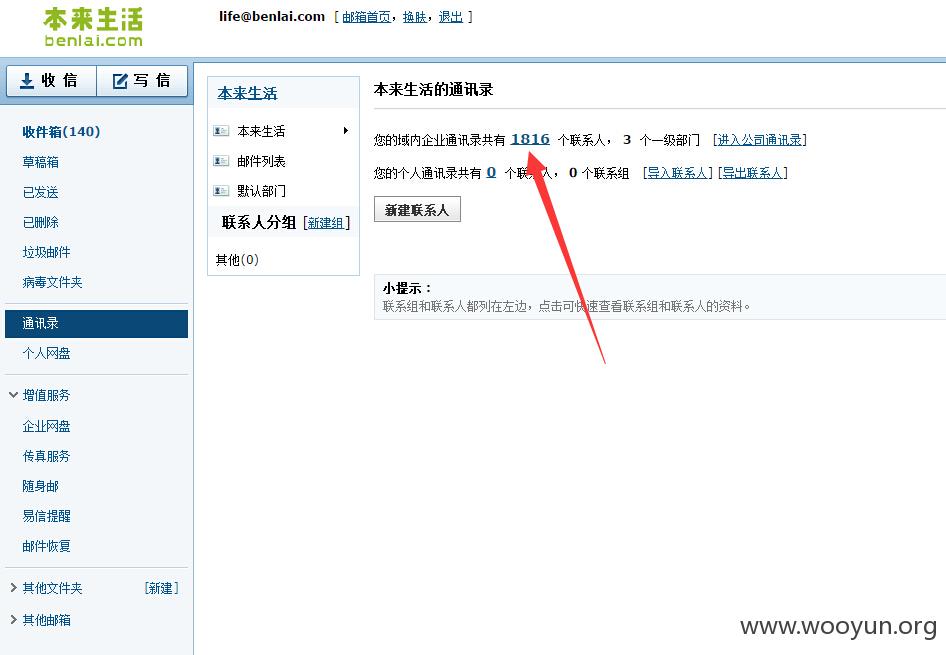 本来生活
benlai.com
life@benlai.com [ 邮箱首页, 换肤, 退出 ]
收 信
写 信
收件箱(140)
草稿箱
已发送
已删除
垃圾邮件
病毒文件夹
通讯录
个人网盘
增值服务
企业网盘
传真服务
随身邮
易信提醒
邮件恢复
其他文件夹 [新建]
其他邮箱
本来生活
本来生活
邮件列表
默认部门
联系人分组 [新建组]
其他(0)
本来生活的通讯录
您的域内企业通讯录共有 1816 个联系人, 3 个一级部门 [进入公司通讯录]
您的个人通讯录共有 0 个联系人, 0 个联系组 [导入联系人] [导出联系人]
新建联系人
小提示:
联系组和联系人都列在左边,点击可快速查看联系组和联系人的资料。
www.wooyun.org